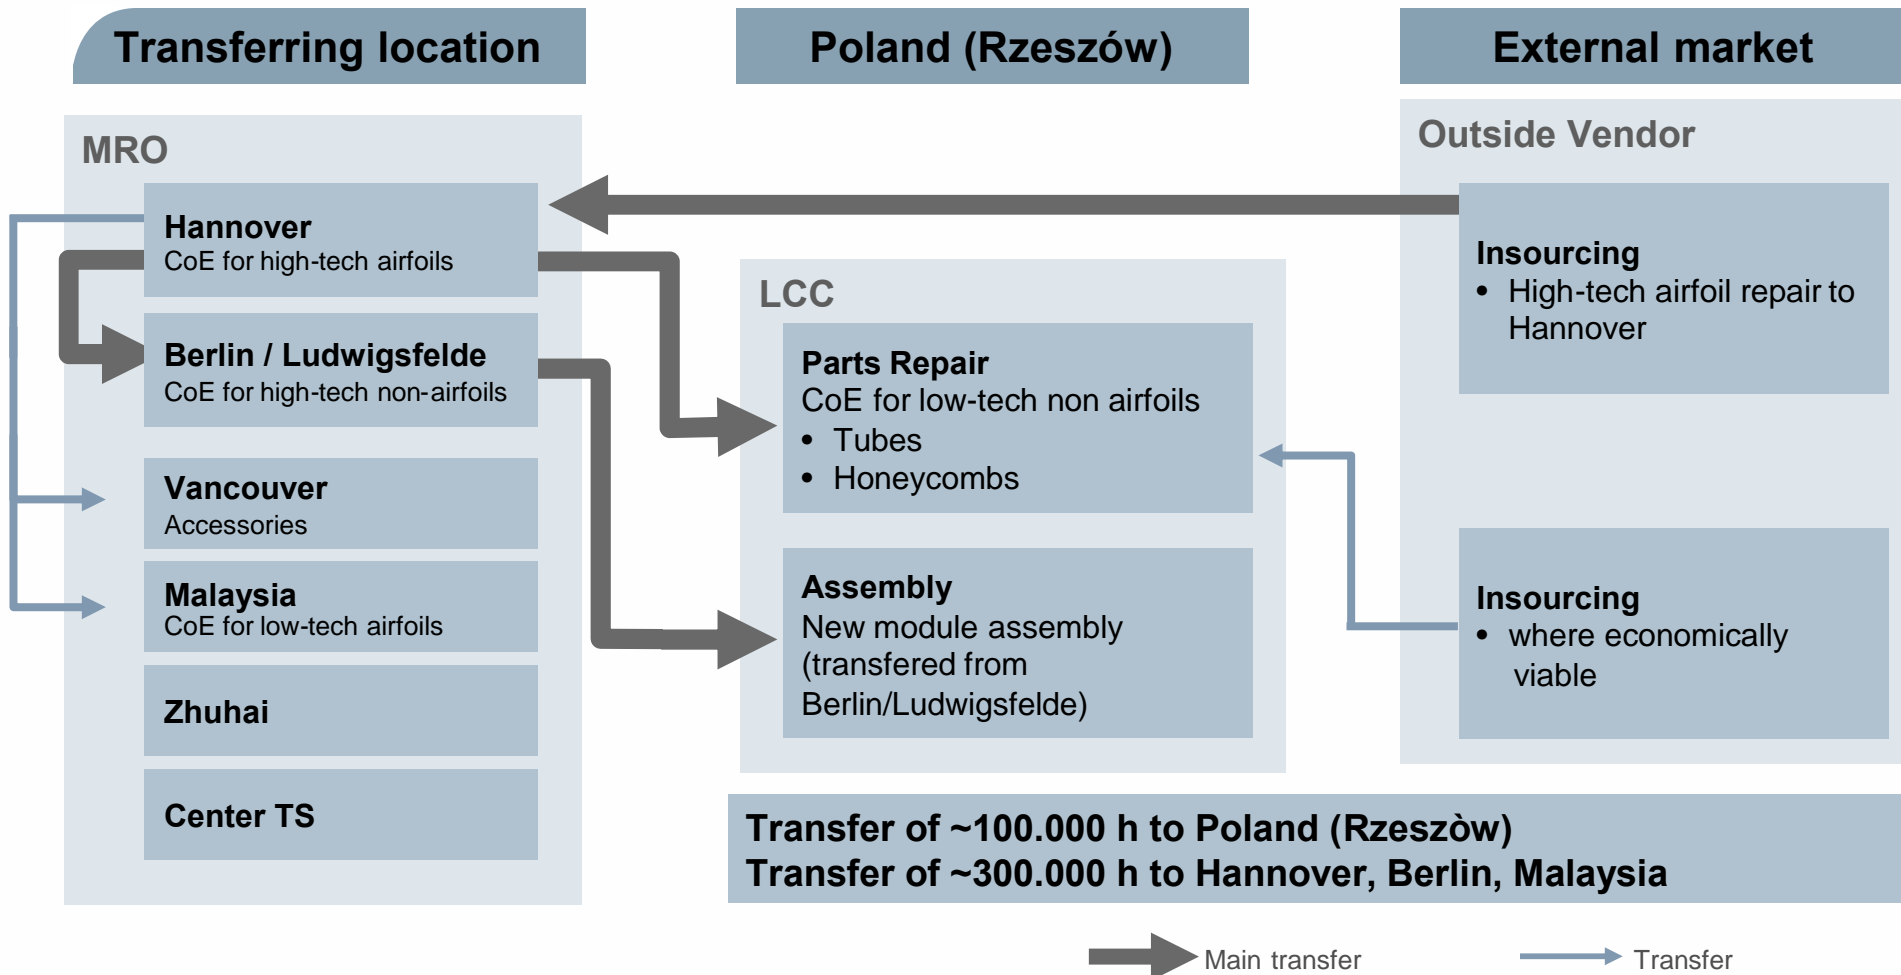 Transferring location
Poland (Rzeszów)
External market
MRO
Hannover
CoE for high-tech airfoils
Berlin / Ludwigsfelde
CoE for high-tech non-airfoils
Vancouver
Accessories
Malaysia
CoE for low-tech airfoils
Zhuhai
Center TS
LCC
Parts Repair
CoE for low-tech non airfoils
• Tubes
• Honeycombs
Assembly
New module assembly
(transfered from
Berlin/Ludwigsfelde)
Outside Vendor
Insourcing
• High-tech airfoil repair to
Hannover
Insourcing
• where economically
viable
Transfer of ~100.000 h to Poland (Rzeszòw)
Transfer of ~300.000 h to Hannover, Berlin, Malaysia
Main transfer
Transfer